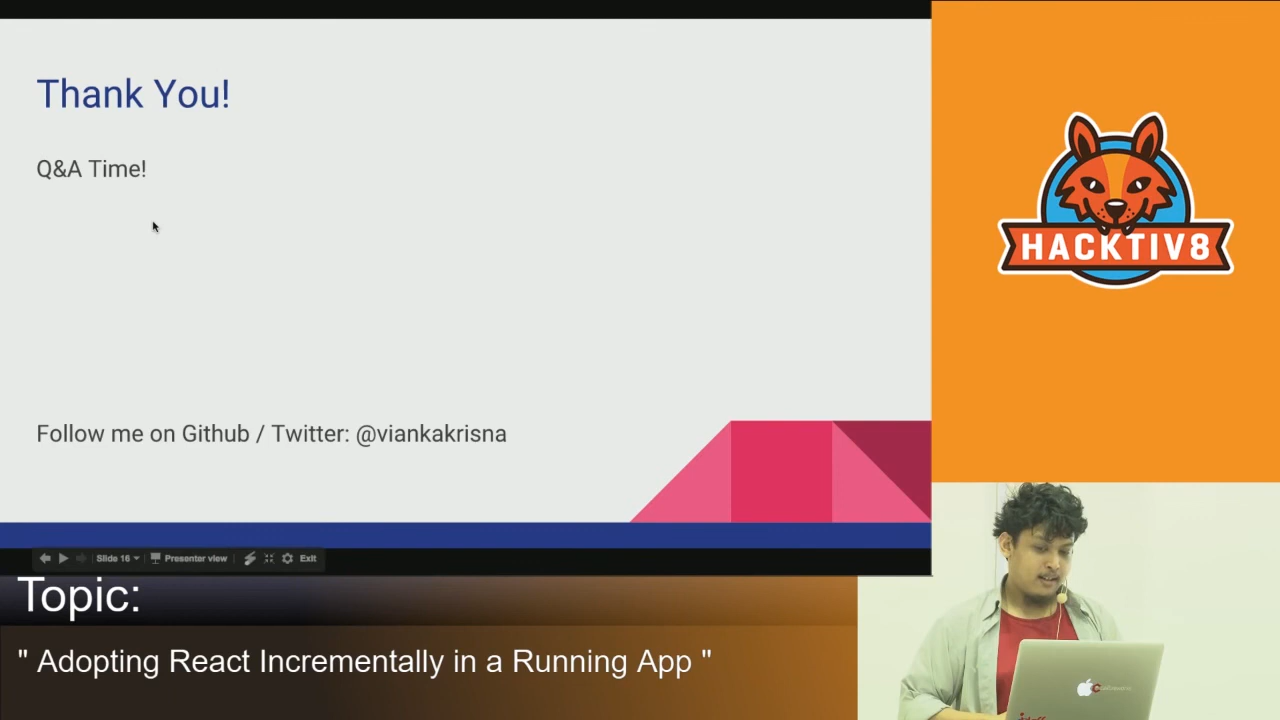 Thank You!
Q&A Time!
Follow me on Github / Twitter: @viankakrisna
Slide 16
Presenter view
Exit
HACKTIV8
Topic:
" Adopting React Incrementally in a Running App "